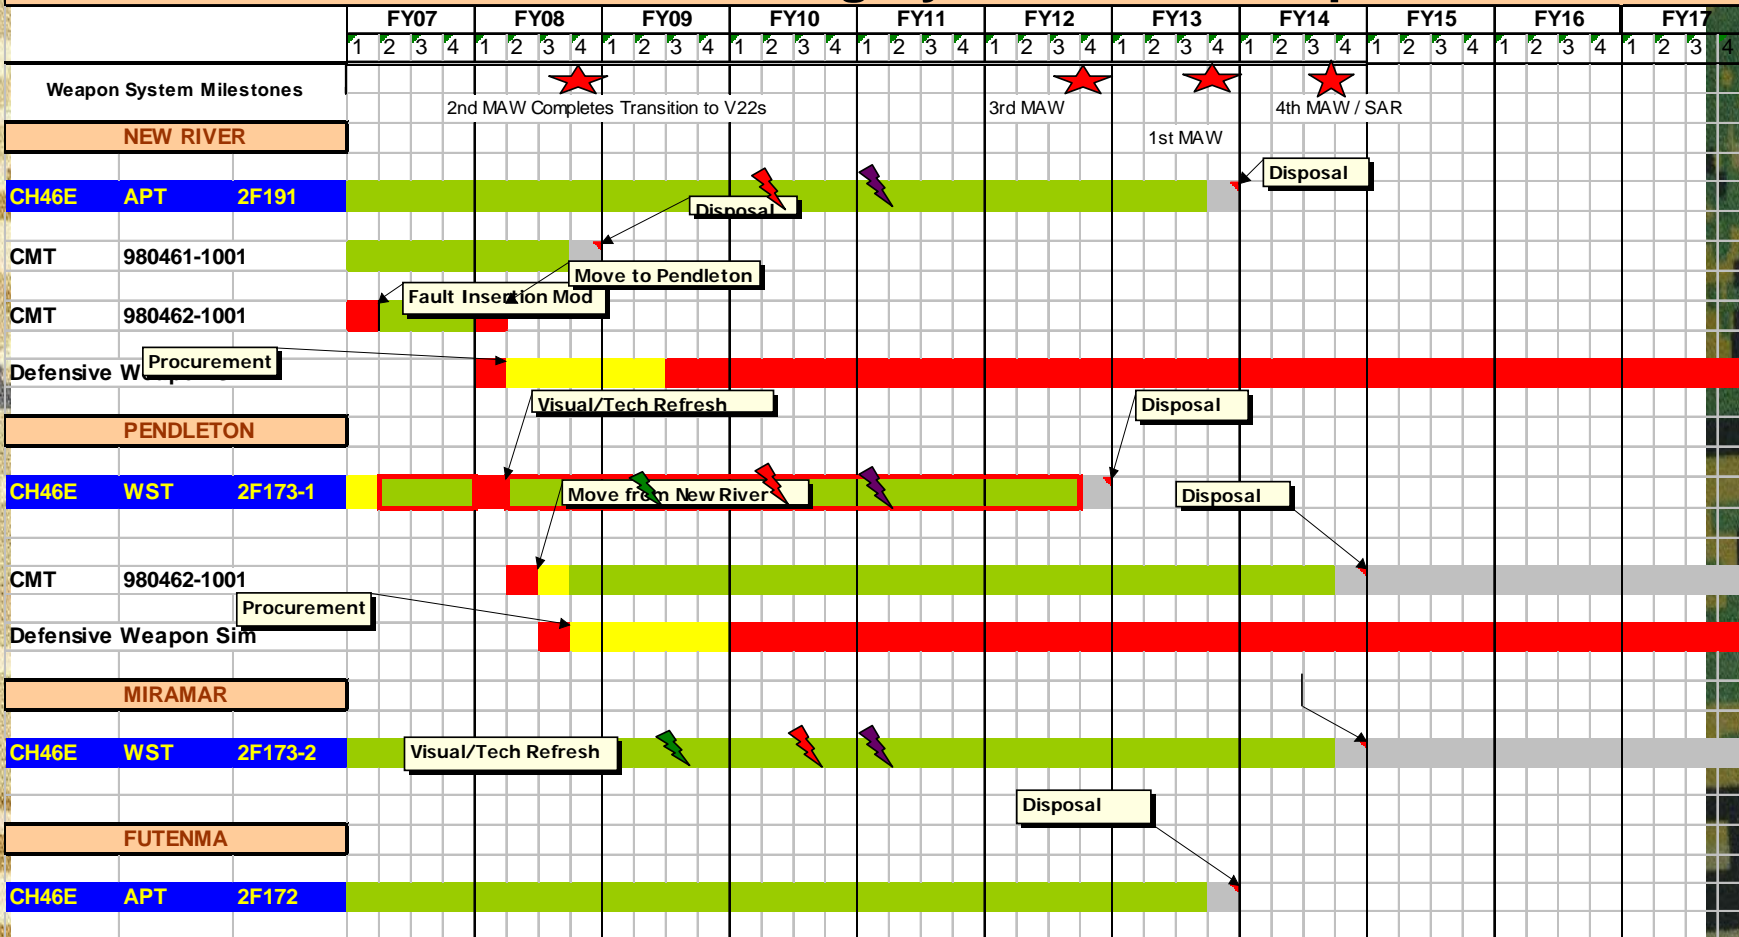 FY07 FY08 FY09 FY10 FY11 FY12 FY13 FY14 FY15 FY16 FY17
1 2 3 4 1 2 3 4 1 2 3 4 1 2 3 4 1 2 3 4 1 2 3 4 1 2 3 4 1 2 3 4 1 2 3 4 1 2 3 4 1 2 3 4
Weapon System Milestones
2nd MAW Completes Transition to V22s 3rd MAW 4th MAW / SAR
NEW RIVER 1st MAW
Disposal
CH46E APT 2F191
Disposal
CMT 980461-1001
Move to Pendleton
Fault Insertion Mod
CMT 980462-1001
Procurement
Defensive
Visual/Tech Refresh Disposal
PENDLETON
CH46E WST 2F173-1 Move from New River Disposal
CMT 980462-1001
Procurement
Defensive Weapon Sim
MIRAMAR
CH46E WST 2F173-2 Visual/Tech Refresh
Disposal
FUTENMA
CH46E APT 2F172